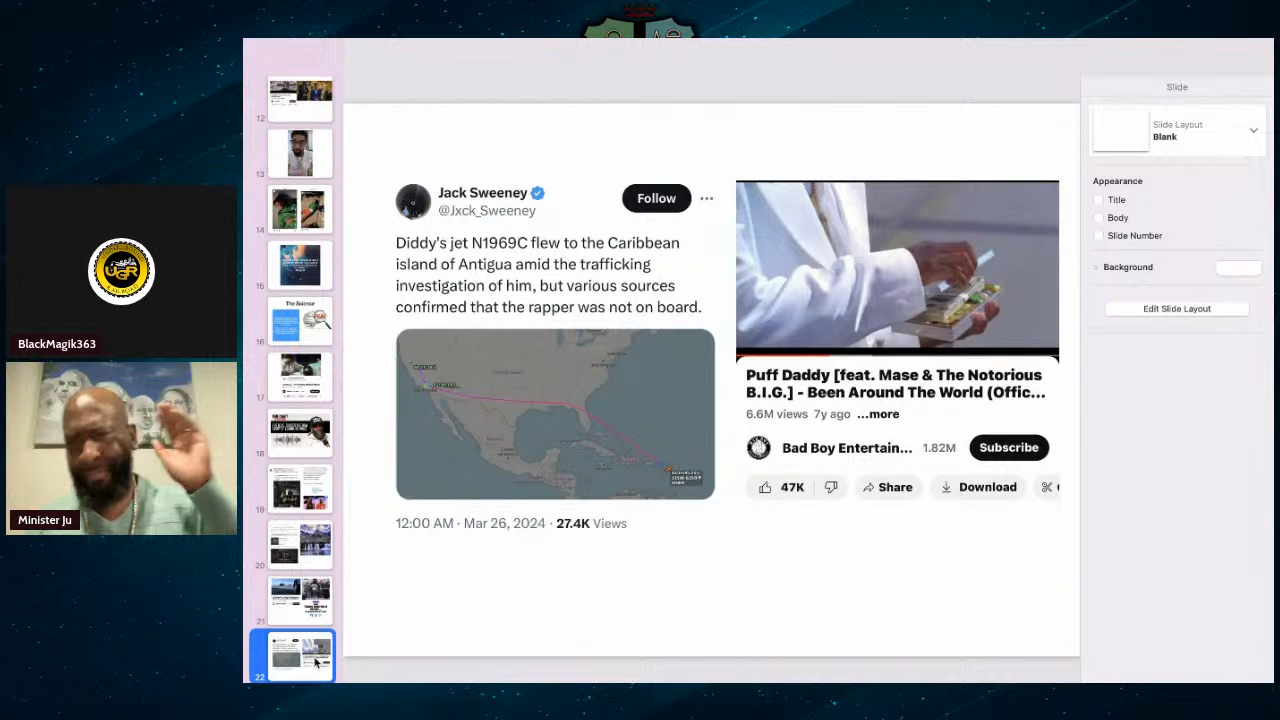 BlackMagik363
Minister Ju
12
13
14
15
The Science
16
17
18
19
20
21
22
Jack Sweeney
@Jxck_Sweeney
Follow
Diddy's jet N1969C flew to the Caribbean
island of Antigua amid the trafficking
investigation of him, but various sources
confirmed that the rapper was not on board.
12:00 AM · Mar 26, 2024 · 27.4K Views
Puff Daddy [feat. Mase & The Notorious
B.I.G.] - Been Around The World (Offic...
6.6M views 7y ago ...more
Bad Boy Entertain... 1.82M Subscribe
47K Share Download
Slide
Slide Layout
Blank
Appearance
Title
Body
Slide Number
Background
Edit Slide Layout